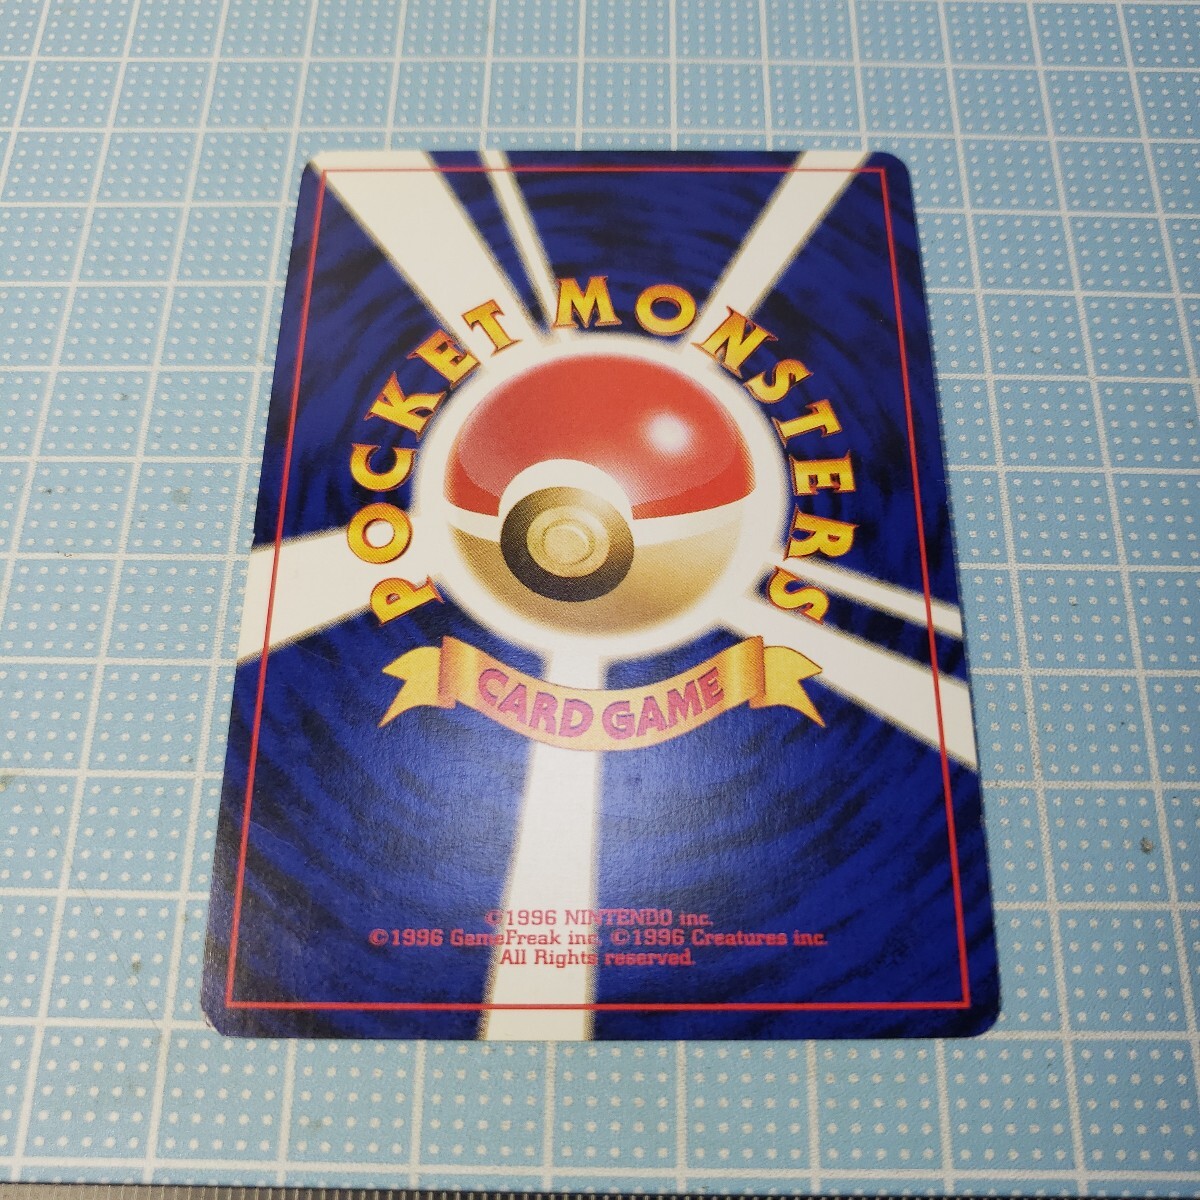 POCKET MONSTERS
CARD GAME
©1996 NINTENDO inc.
©1996 GameFreak inc. ©1996 Creatures inc.
All Rights reserved.